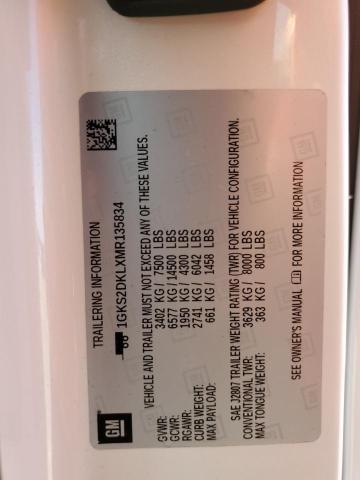 TRAILERING INFORMATION
1GKS2DKLXMR135834
VEHICLE AND TRAILER MUST NOT EXCEED ANY OF THESE VALUES.
GVWR: 3402 KG / 7500 LBS
GCWR: 6577 KG / 14500 LBS
RGAWR: 1950 KG / 4300 LBS
CURB WEIGHT: 2741 KG / 6042 LBS
MAX PAYLOAD: 661 KG / 1458 LBS
SAE J2807 TRAILER WEIGHT RATING (TWR) FOR VEHICLE CONFIGURATION.
CONVENTIONAL TWR: 3629 KG / 8000 LBS
MAX TONGUE WEIGHT: 363 KG / 800 LBS
SEE OWNER'S MANUAL FOR MORE INFORMATION
GM